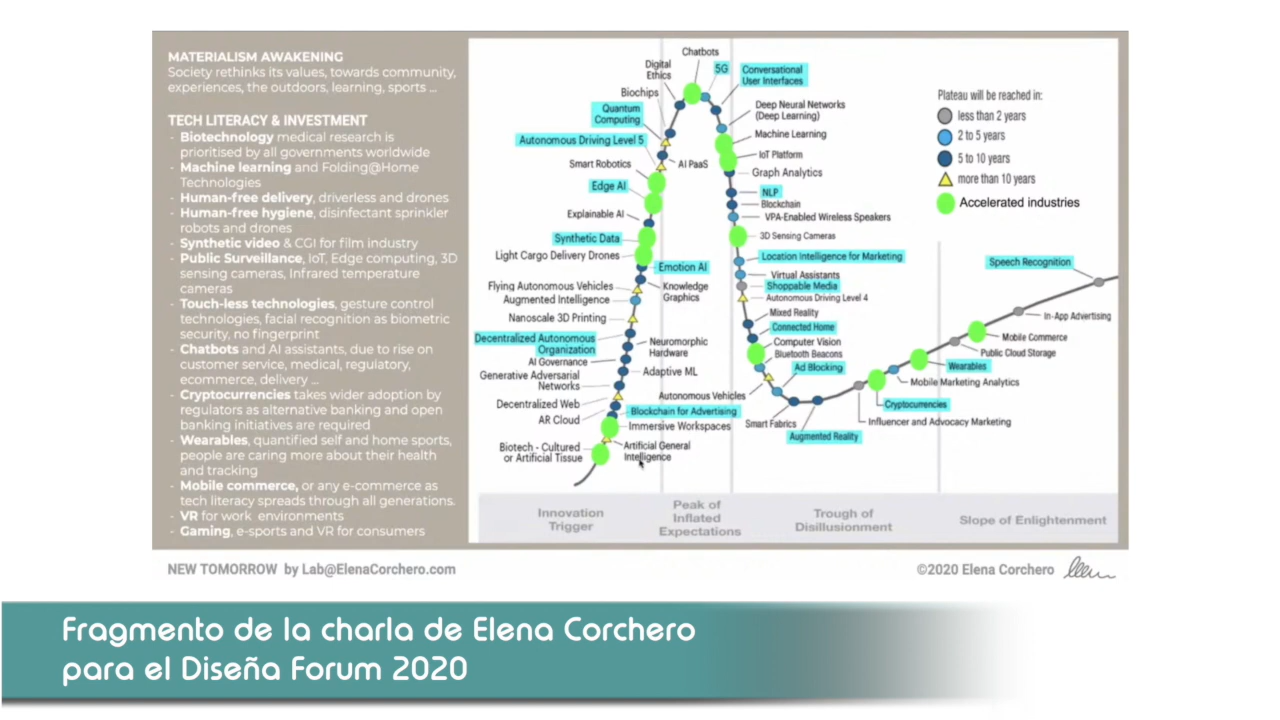 MATERIALISM AWAKENING
Society rethinks its values, towards community,
experiences, the outdoors, learning, sports ...
TECH LITERACY & INVESTMENT
- Biotechnology medical research is
prioritised by all governments worldwide
- Machine learning and Folding@Home
Technologies
- Human-free delivery, driverless and drones
- Human-free hygiene, disinfectant sprinkler
robots and drones
- Synthetic video & CGI for film industry
- Public Surveillance, IoT, Edge computing, 3D
sensing cameras, Infrared temperature
cameras
- Touch-less technologies, gesture control
technologies, facial recognition as biometric
security, no fingerprint
- Chatbots and AI assistants, due to rise on
customer service, medical, regulatory,
ecommerce, delivery ...
- Cryptocurrencies takes wider adoption by
regulators as alternative banking and open
banking initiatives are required
- Wearables, quantified self and home sports,
people are caring more about their health
and tracking
- Mobile commerce, or any e-commerce as
tech literacy spreads through all generations.
- VR for work environments
- Gaming, e-sports and VR for consumers
Chatbots
Digital
Ethics
Biochips
Quantum
Computing
Autonomous Driving Level 5
Smart Robotics
AI PaaS
Edge AI
Explainable AI
Synthetic Data
Light Cargo Delivery Drones
Emotion AI
Flying Autonomous Vehicles
Knowledge
Graphics
Augmented Intelligence
Nanoscale 3D Printing
Decentralized Autonomous
Organization
Neuromorphic
Hardware
AI Governance
Adaptive ML
Generative Adversarial
Networks
Decentralized Web
Blockchain for Advertising
AR Cloud
Immersive Workspaces
Biotech - Cultured
or Artificial Tissue
Artificial General
Intelligence
5G
Conversational
User Interfaces
Deep Neural Networks
(Deep Learning)
Machine Learning
IoT Platform
Graph Analytics
NLP
Blockchain
VPA-Enabled Wireless Speakers
3D Sensing Cameras
Location Intelligence for Marketing
Virtual Assistants
Shoppable Media
Autonomous Driving Level 4
Mixed Reality
Connected Home
Computer Vision
Bluetooth Beacons
Ad Blocking
Autonomous Vehicles
Smart Fabrics
Augmented Reality
Influencer and Advocacy Marketing
Cryptocurrencies
Mobile Marketing Analytics
Wearables
Public Cloud Storage
Mobile Commerce
In-App Advertising
Speech Recognition
Plateau will be reached in:
less than 2 years
2 to 5 years
5 to 10 years
more than 10 years
Accelerated industries
Innovation
Trigger
Peak of
Inflated
Expectations
Trough of
Disillusionment
Slope of Enlightenment
NEW TOMORROW by Lab@ElenaCorchero.com
©2020 Elena Corchero
Fragmento de la charla de Elena Corchero
para el Diseña Forum 2020